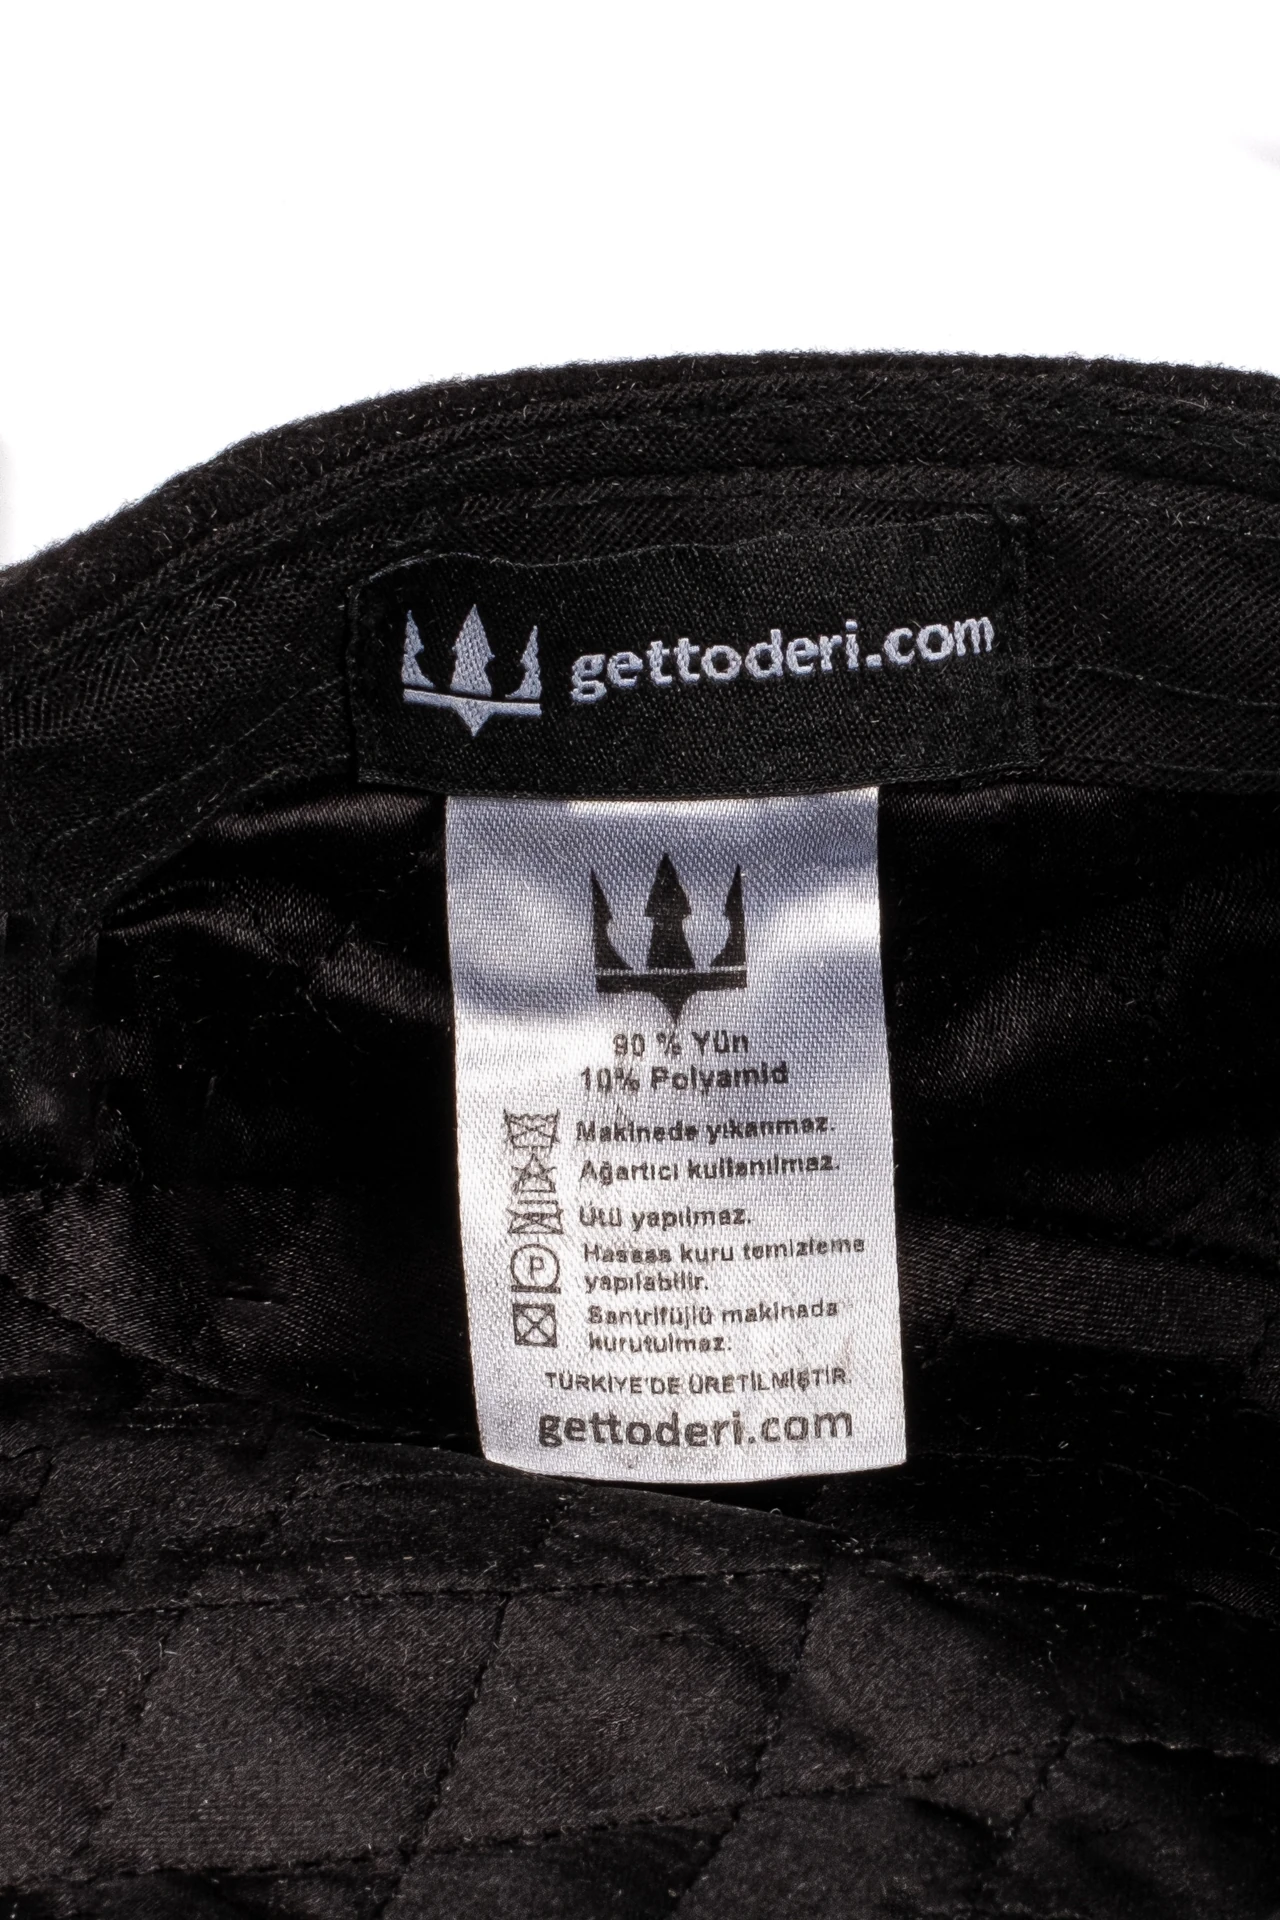 gettoderi.com
90 % Yün
10% Polyamid
Makinede yıkanmaz.
Ağartıcı kullanılmaz.
Ütü yapılmaz.
P
Hassas kuru temizleme
yapılabilir.
Santrifüjlü makinada
kurutulmaz.
TÜRKİYE'DE ÜRETİLMİŞTİR.
gettoderi.com